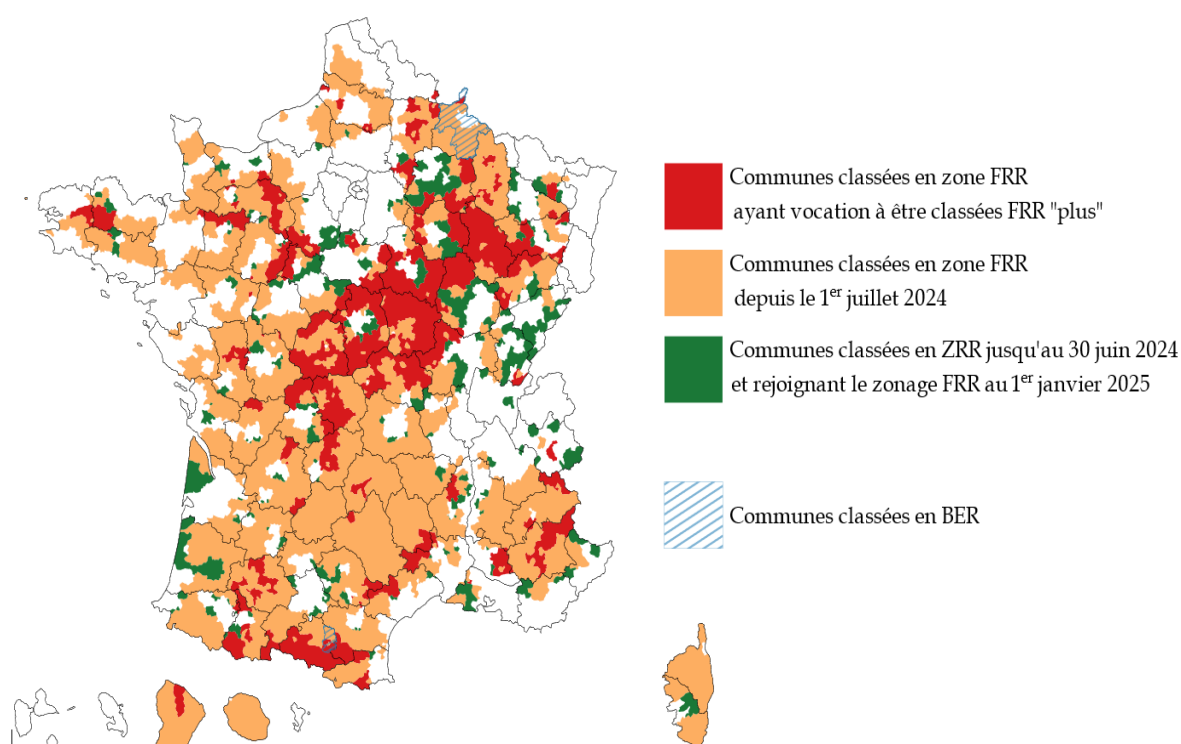 Communes classées en zone FRR
ayant vocation à être classées FRR "plus"
Communes classées en zone FRR
depuis le 1er juillet 2024
Communes classées en ZRR jusqu'au 30 juin 2024
et rejoignant le zonage FRR au 1er janvier 2025
Communes classées en BER